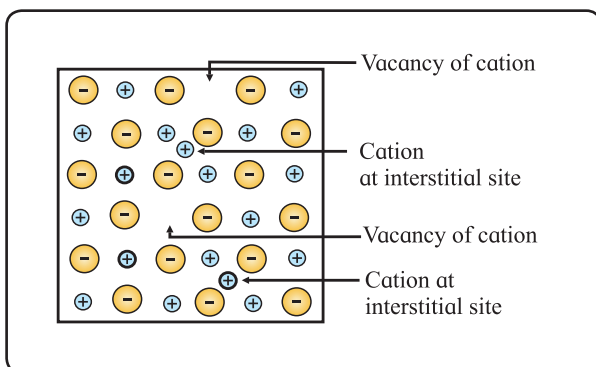 Vacancy of cation
- + - - +
+ - + - + -
+
Cation
at interstitial site
- + - + - +
+ - - + -
Vacancy of cation
- + - + - +
+
Cation at
interstitial site
+ - + - + -